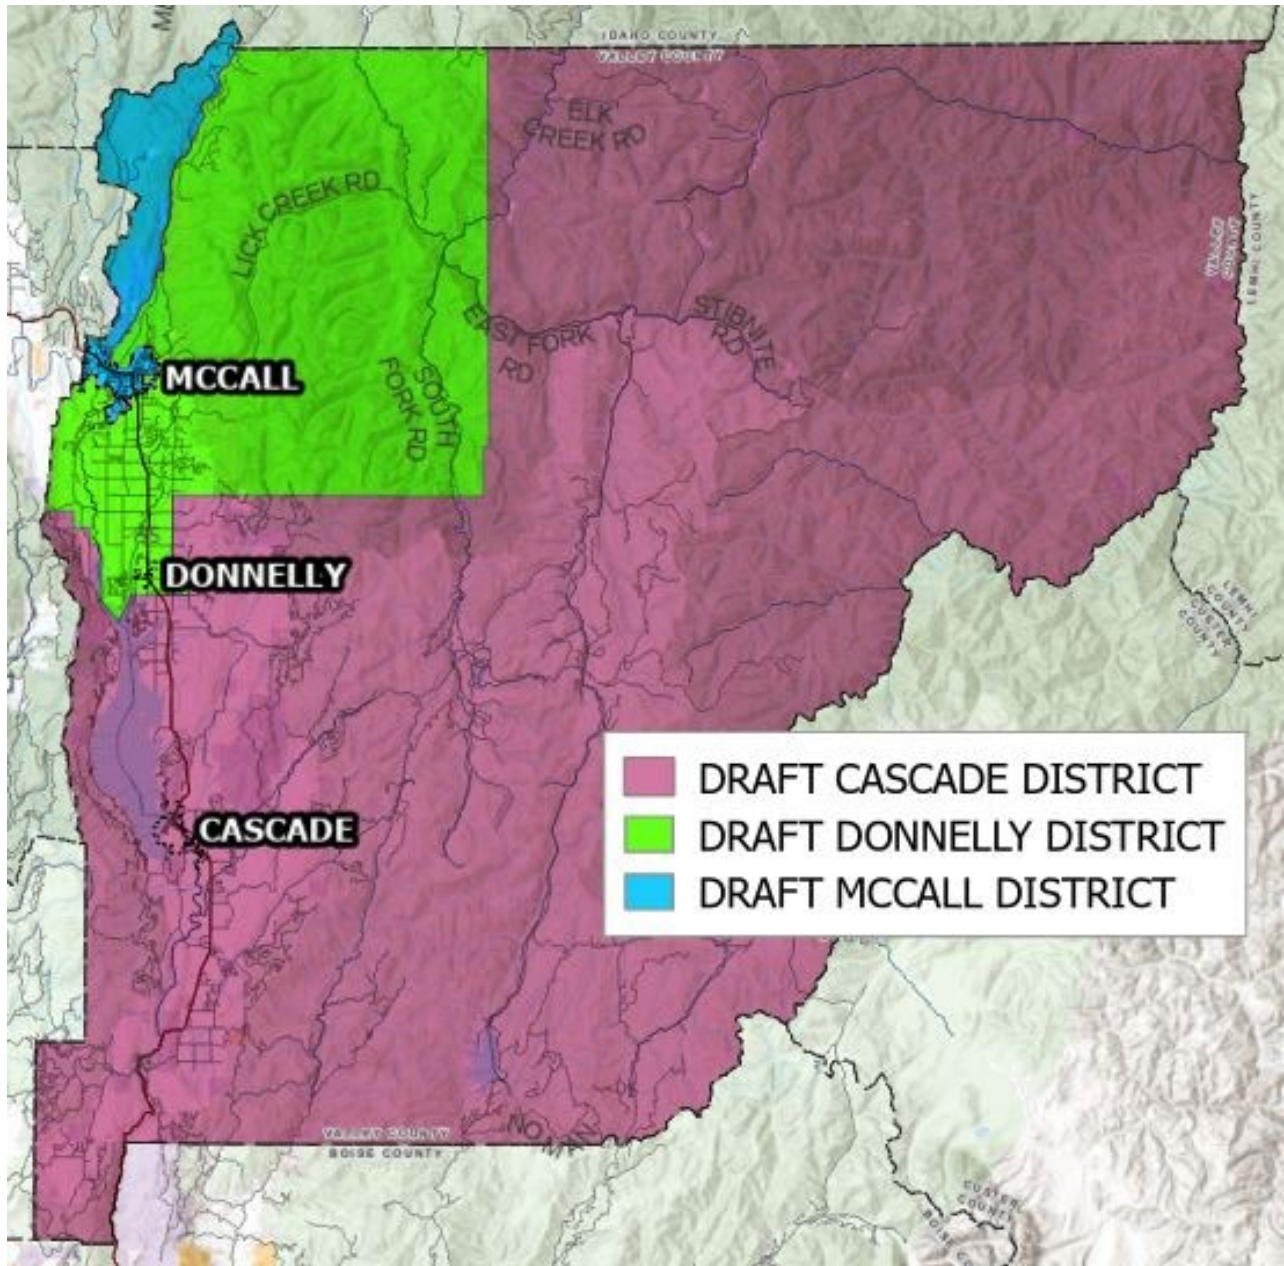 IDAHO COUNTY
VALLEY COUNTY
ELK
CREEK RD
LICK CREEK RD
VALLEY
COUNTY
LEMHI COUNTY
EAST FORK
RD
STIBNITE
RD
SOUTH
FORK RD
MCCALL
DONNELLY
LEMHI
COUNTY
CUSTER
COUNTY
DRAFT CASCADE DISTRICT
DRAFT DONNELLY DISTRICT
DRAFT MCCALL DISTRICT
CASCADE
VALLEY COUNTY
BOISE COUNTY
CUSTER
COUNTY
BOISE CO